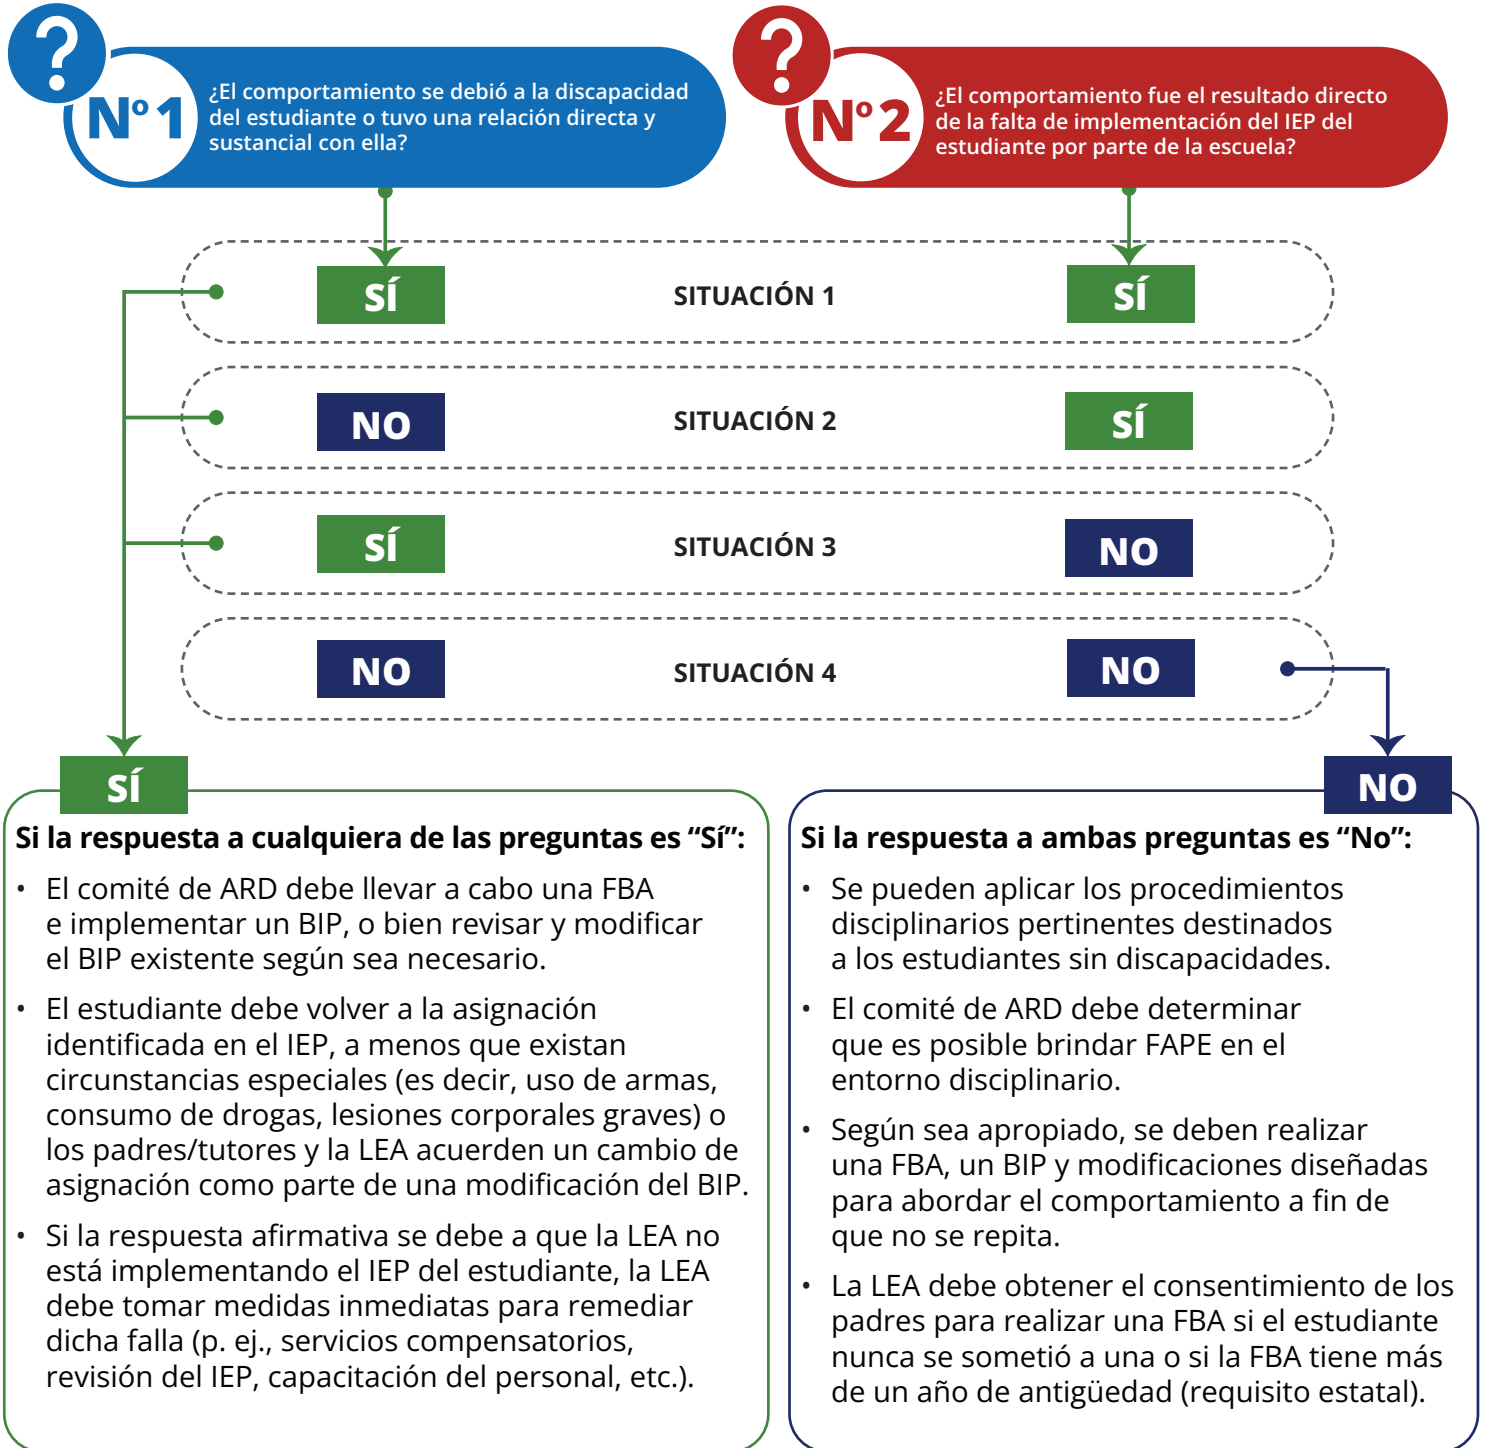 ?
Nº 1
¿El comportamiento se debió a la discapacidad
del estudiante o tuvo una relación directa y
sustancial con ella?
?
Nº 2
¿El comportamiento fue el resultado directo
de la falta de implementación del IEP del
estudiante por parte de la escuela?
SÍ SITUACIÓN 1 SÍ
NO SITUACIÓN 2 SÍ
SÍ SITUACIÓN 3 NO
NO SITUACIÓN 4 NO
SÍ
Si la respuesta a cualquiera de las preguntas es “Sí”:
• El comité de ARD debe llevar a cabo una FBA
e implementar un BIP, o bien revisar y modificar
el BIP existente según sea necesario.
• El estudiante debe volver a la asignación
identificada en el IEP, a menos que existan
circunstancias especiales (es decir, uso de armas,
consumo de drogas, lesiones corporales graves) o
los padres/tutores y la LEA acuerden un cambio de
asignación como parte de una modificación del BIP.
• Si la respuesta afirmativa se debe a que la LEA no
está implementando el IEP del estudiante, la LEA
debe tomar medidas inmediatas para remediar
dicha falla (p. ej., servicios compensatorios,
revisión del IEP, capacitación del personal, etc.).
NO
Si la respuesta a ambas preguntas es “No”:
• Se pueden aplicar los procedimientos
disciplinarios pertinentes destinados
a los estudiantes sin discapacidades.
• El comité de ARD debe determinar
que es posible brindar FAPE en el
entorno disciplinario.
• Según sea apropiado, se deben realizar
una FBA, un BIP y modificaciones diseñadas
para abordar el comportamiento a fin de
que no se repita.
• La LEA debe obtener el consentimiento de los
padres para realizar una FBA si el estudiante
nunca se sometió a una o si la FBA tiene más
de un año de antigüedad (requisito estatal).